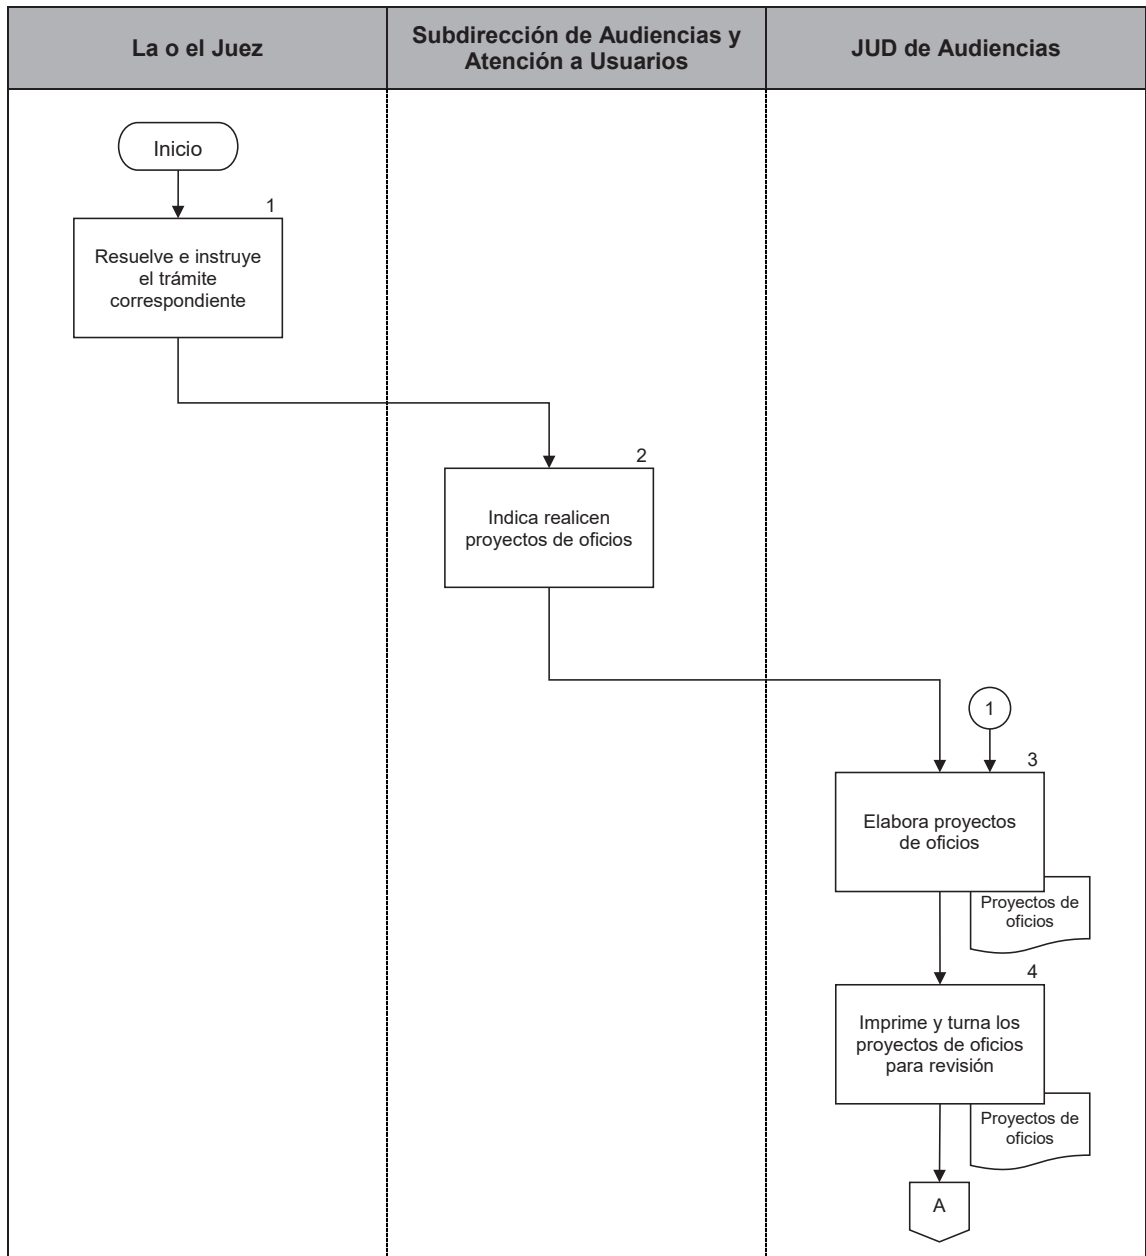 La o el Juez
Subdirección de Audiencias y
Atención a Usuarios
JUD de Audiencias
Inicio
1
Resuelve e instruye
el trámite
correspondiente
2
Indica realicen
proyectos de oficios
1
3
Elabora proyectos
de oficios
Proyectos de
oficios
4
Imprime y turna los
proyectos de oficios
para revisión
Proyectos de
oficios
A